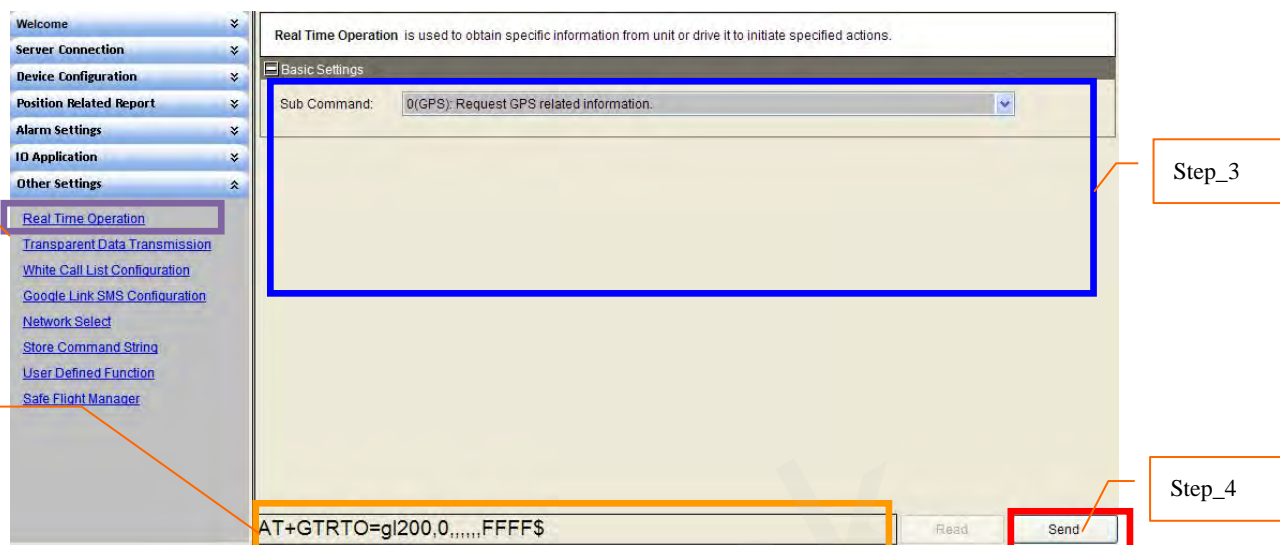 Welcome
Server Connection
Device Configuration
Position Related Report
Alarm Settings
IO Application
Other Settings
Real Time Operation
Transparent Data Transmission
White Call List Configuration
Google Link SMS Configuration
Network Select
Store Command String
User Defined Function
Safe Flight Manager
Real Time Operation is used to obtain specific information from unit or drive it to initiate specified actions.
Basic Settings
Sub Command: 0(GPS): Request GPS related information.
Step_3
AT+GTRTO=gl200,0,,,,,,FFFF$
Read
Send
Step_4